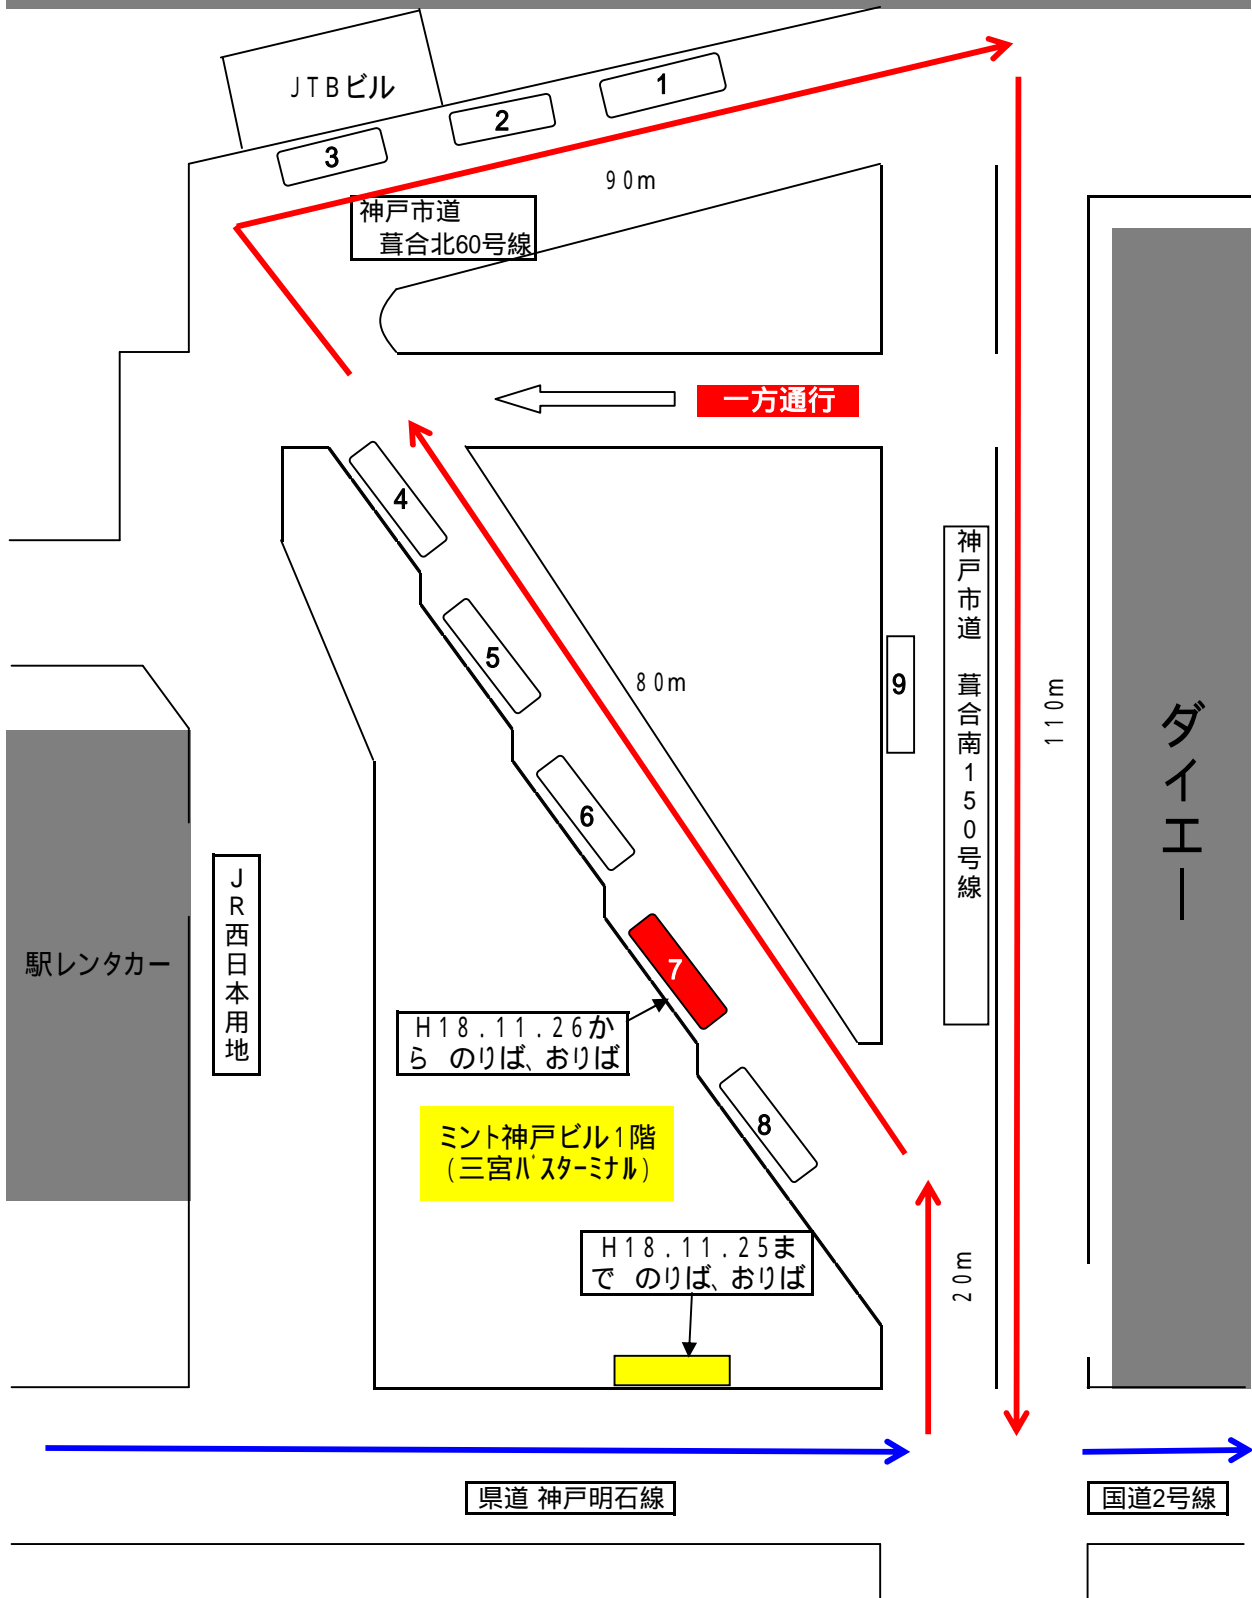 JTBビル
1
2
3
90m
神戸市道
葺合北60号線
一方通行
4
5
6
7
8
9
80m
神戸市道 葺合南150号線
110m
ダイエー
駅レンタカー
JR西日本用地
H18.11.26か
ら のりば、おりば
ミント神戸ビル1階
(三宮バスターミナル)
H18.11.25ま
で のりば、おりば
20m
県道 神戸明石線
国道2号線